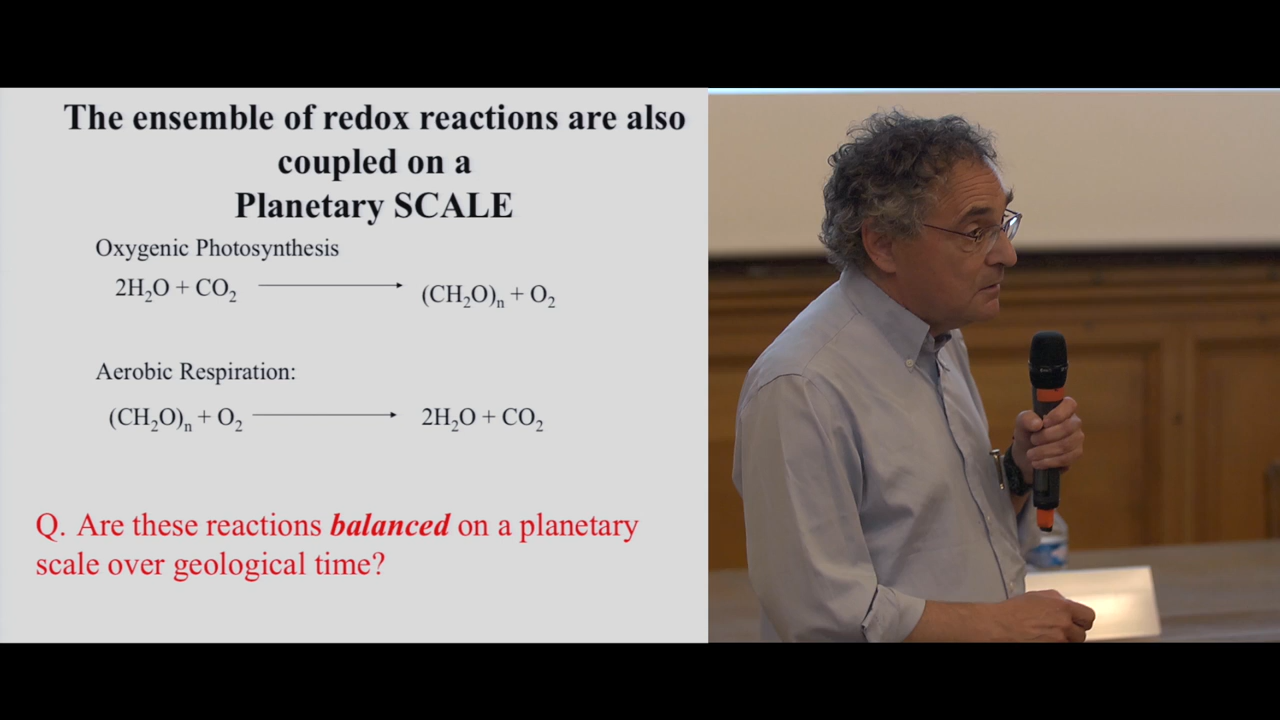 The ensemble of redox reactions are also
coupled on a
Planetary SCALE
Oxygenic Photosynthesis
2H₂O + CO₂ ⟶ (CH₂O)ₙ + O₂
Aerobic Respiration:
(CH₂O)ₙ + O₂ ⟶ 2H₂O + CO₂
Q. Are these reactions balanced on a planetary
scale over geological time?